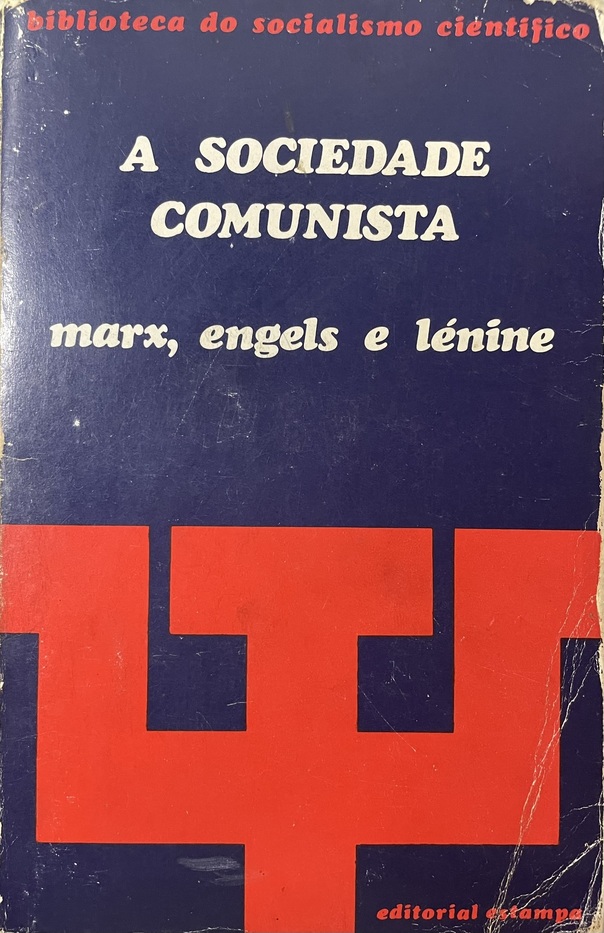 biblioteca do socialismo científico
A SOCIEDADE
COMUNISTA
marx, engels e lénine
editorial estampa